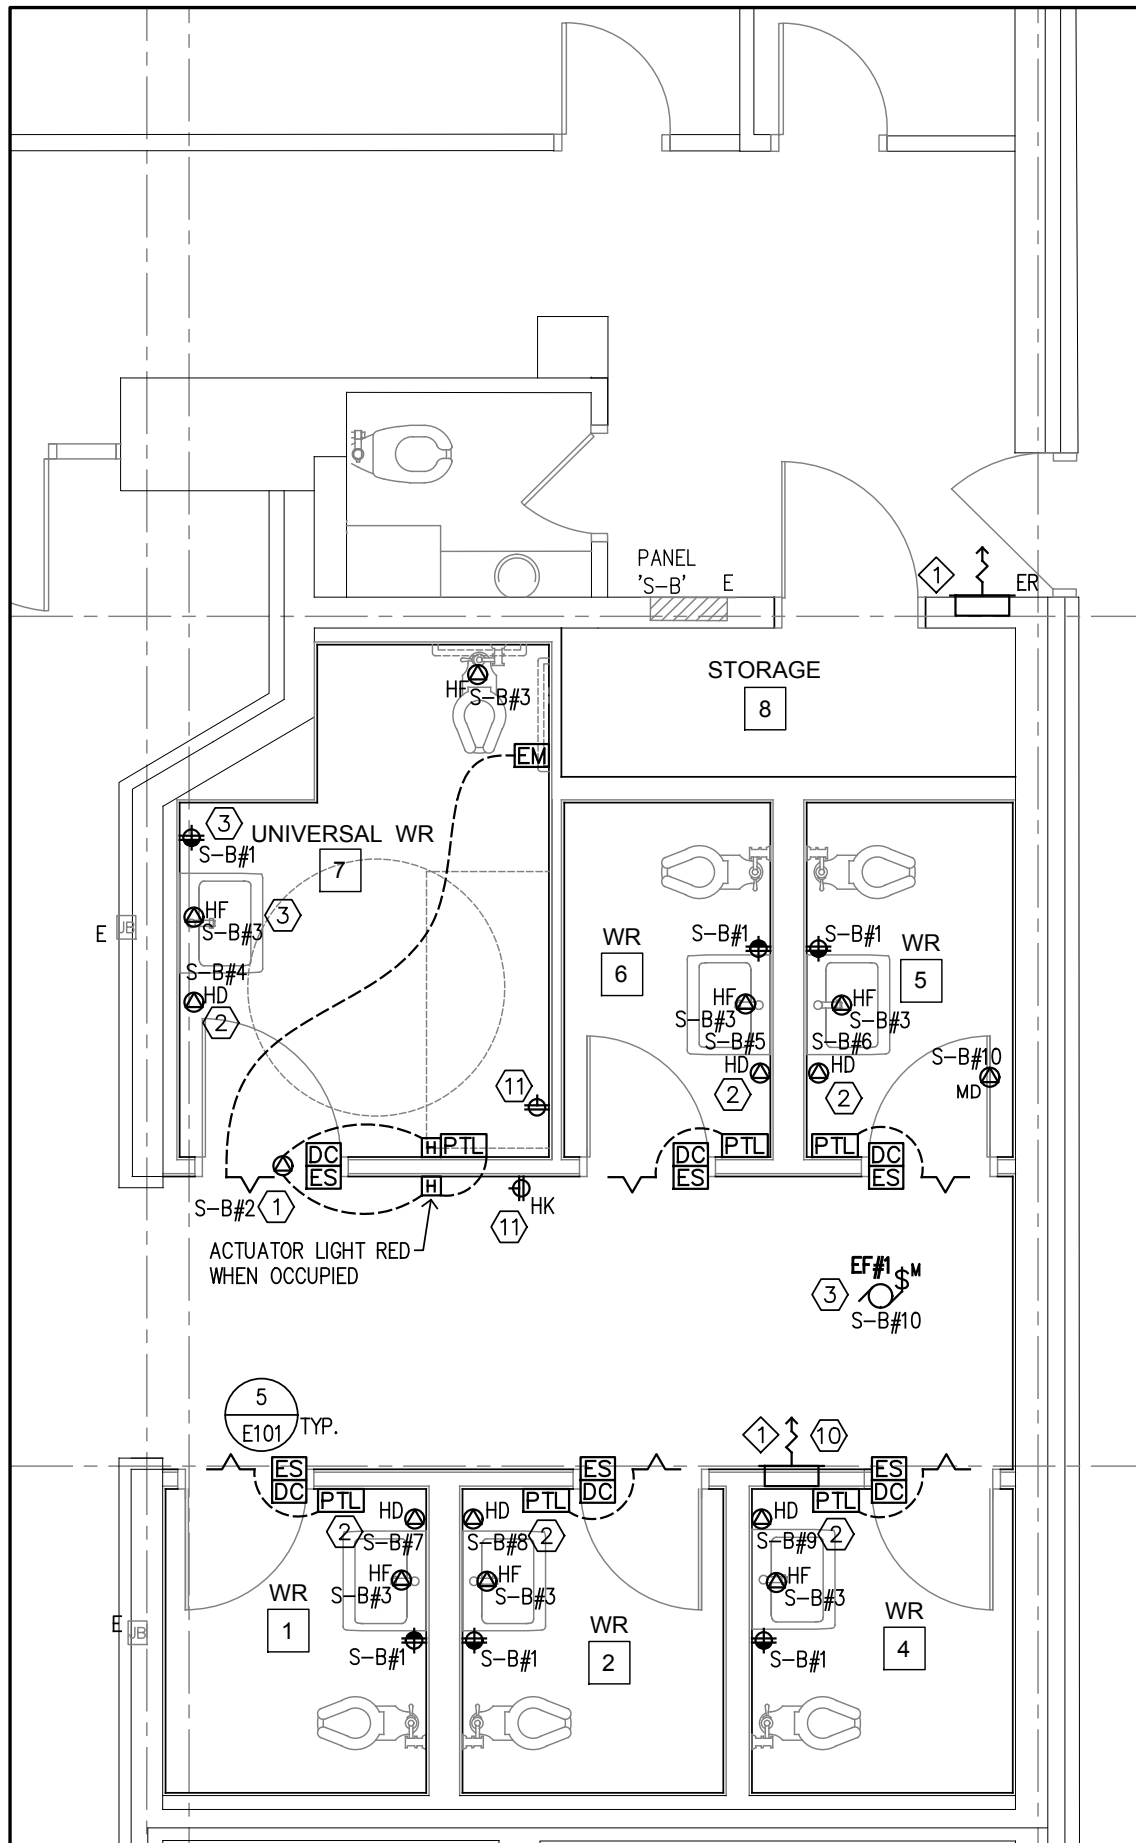 PANEL
'S-B'
E
1
ER
STORAGE
8
HF
S-B#3
EM
3
UNIVERSAL WR
7
S-B#1
HF
3
S-B#3
JB
E
S-B#4
HD
2
WR
6
S-B#1
HF
S-B#3
S-B#5
HD
2
S-B#1
WR
5
HF
S-B#3
S-B#6
HD
2
S-B#10
MD
11
H
PTL
DC
ES
PTL
DC
ES
PTL
DC
ES
S-B#2
1
H
11
HK
ACTUATOR LIGHT RED
WHEN OCCUPIED
EF#1
$M
3
S-B#10
5
E101
TYP.
1
10
ES
DC
PTL
2
HD
S-B#7
HF
S-B#3
WR
1
S-B#1
E
JB
ES
DC
PTL
HD
S-B#8
2
HF
S-B#3
WR
2
S-B#1
ES
DC
PTL
HD
S-B#9
2
HF
S-B#3
WR
4
S-B#1